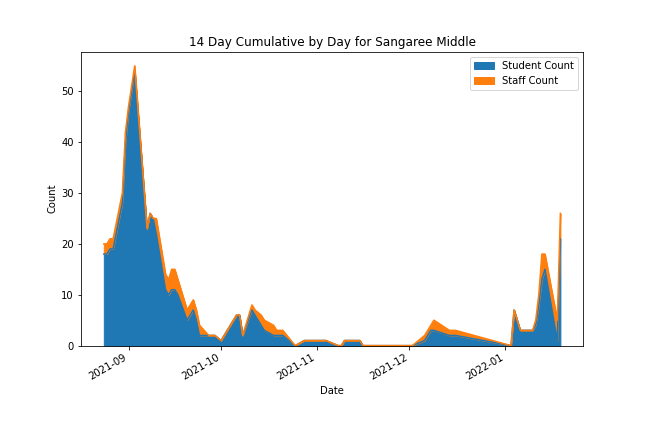 14 Day Cumulative by Day for Sangaree Middle
Student Count
Staff Count
50
40
30
20
10
0
Count
2021-09
2021-10
2021-11
2021-12
2022-01
Date